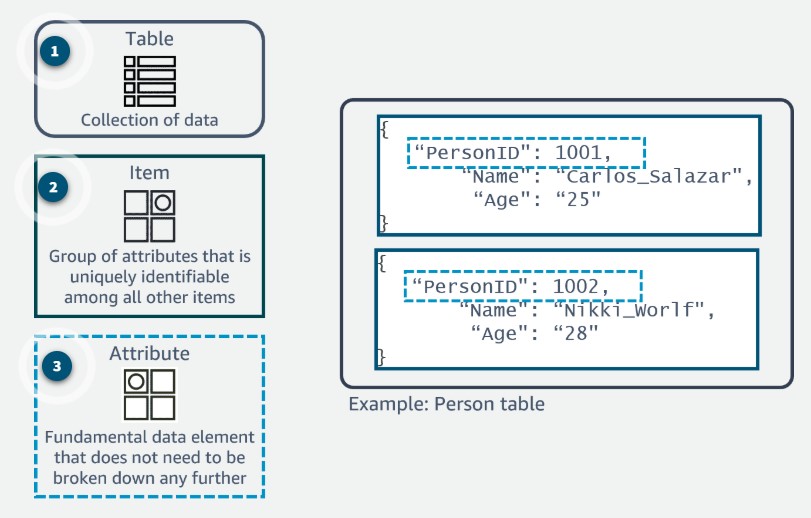 1
Table
Collection of data
2
Item
Group of attributes that is
uniquely identifiable
among all other items
3
Attribute
Fundamental data element
that does not need to be
broken down any further
{
“PersonID": 1001,
“Name": “Carlos_Salazar",
“Age": “25"
}
{
“PersonID": 1002,
“Name": “Nikki_Worlf",
“Age": “28"
}
Example: Person table